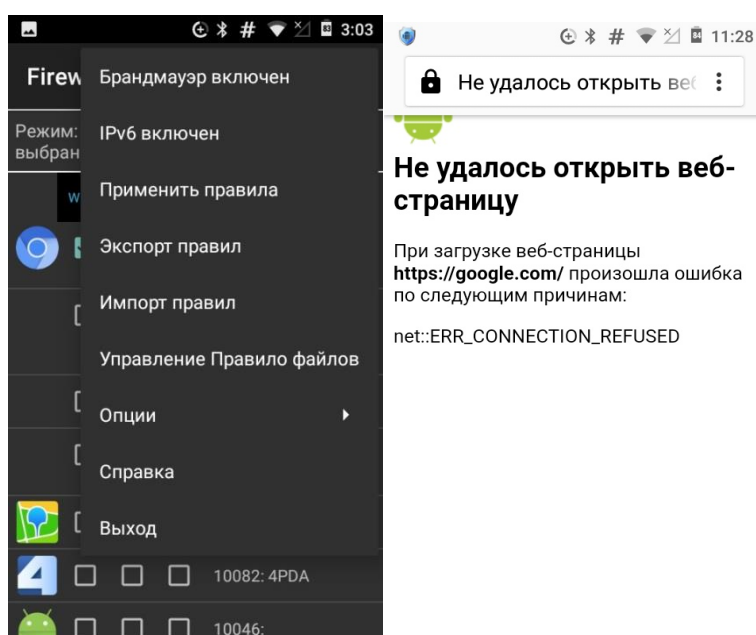 3:03
Firew
Брандмауэр включен
Режим:
выбран
IPv6 включен
Применить правила
Экспорт правил
Импорт правил
Управление Правило файлов
Опции
Справка
Выход
10082: 4PDA
10046:
11:28
Не удалось открыть веб
Не удалось открыть веб-
страницу
При загрузке веб-страницы
https://google.com/ произошла ошибка
по следующим причинам:
net::ERR_CONNECTION_REFUSED